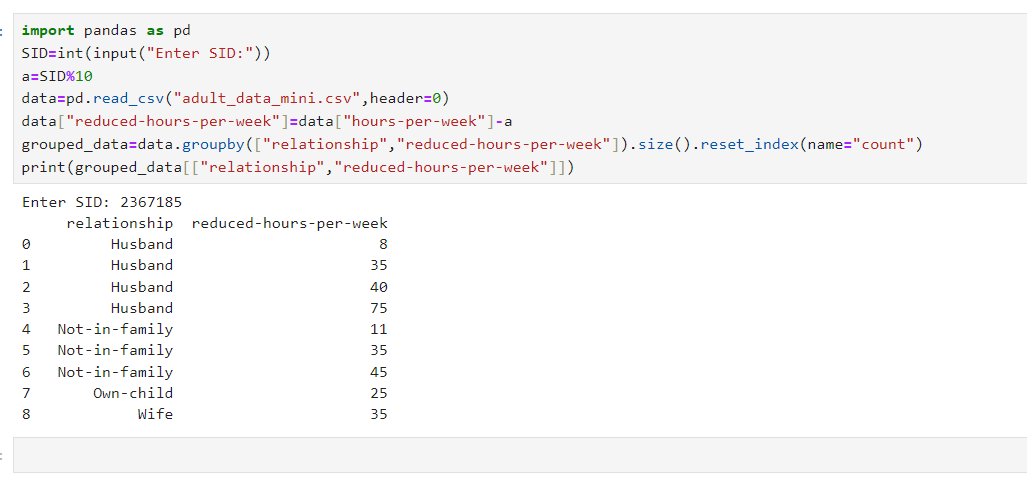 import pandas as pd
SID=int(input("Enter SID:"))
a=SID%10
data=pd.read_csv("adult_data_mini.csv",header=0)
data["reduced-hours-per-week"]=data["hours-per-week"]-a
grouped_data=data.groupby(["relationship","reduced-hours-per-week"]).size().reset_index(name="count")
print(grouped_data[["relationship","reduced-hours-per-week"]])
Enter SID: 2367185
relationship reduced-hours-per-week
0 Husband 8
1 Husband 35
2 Husband 40
3 Husband 75
4 Not-in-family 11
5 Not-in-family 35
6 Not-in-family 45
7 Own-child 25
8 Wife 35